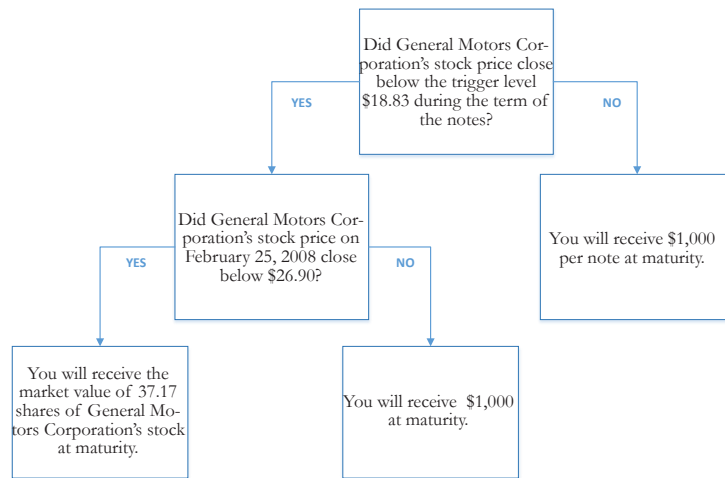 Did General Motors Cor-
poration's stock price close
below the trigger level
$18.83 during the term of
the notes?
YES
NO
Did General Motors Cor-
poration's stock price on
February 25, 2008 close
below $26.90?
You will receive $1,000
per note at maturity.
YES
NO
You will receive the
market value of 37.17
shares of General Mo-
tors Corporation's stock
at maturity.
You will receive  $1,000
at maturity.